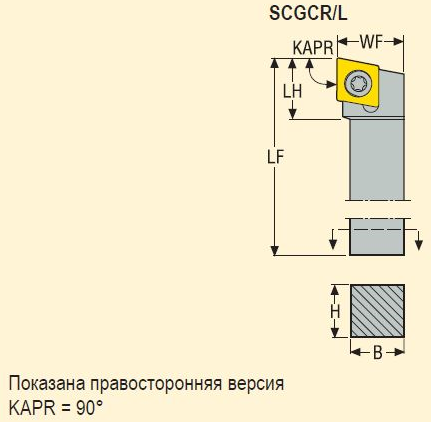 SCGCR/L
KAPR
WF
LH
LF
H
B
Показана правосторонняя версия
KAPR = 90°